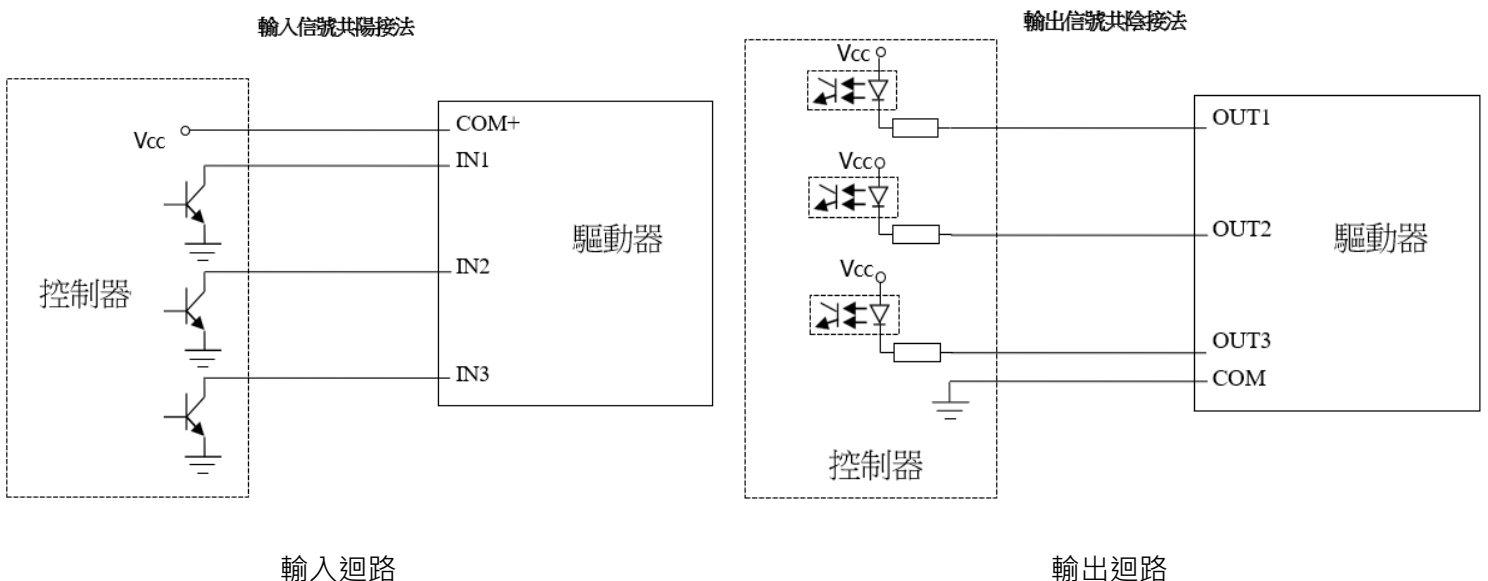 輸入信號共陽接法
Vcc
COM+
IN1
IN2
IN3
控制器
驅動器
輸入迴路
輸出信號共陰接法
Vcc
OUT1
Vcc
OUT2
Vcc
OUT3
COM
控制器
驅動器
輸出迴路